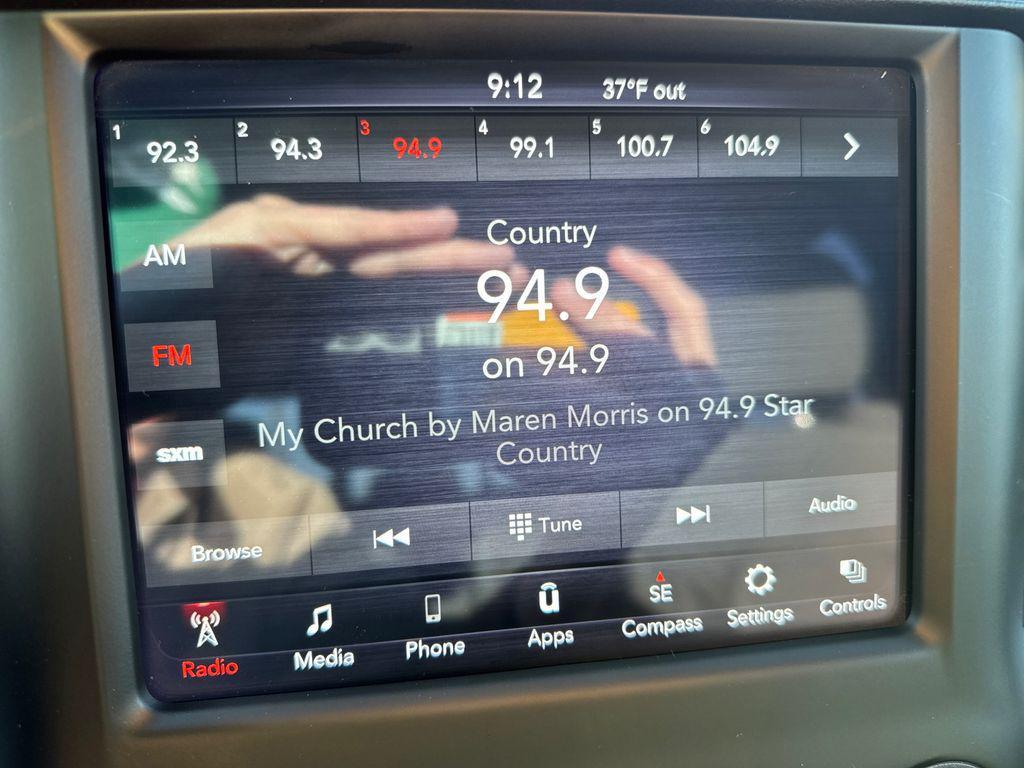 9:12 37°F out
1 92.3 2 94.3 3 94.9 4 99.1 5 100.7 6 104.9
Country
AM
94.9
FM
on 94.9
My Church by Maren Morris on 94.9 Star
Country
sxm
Browse Tune Audio
SE
Radio Media Phone Apps Compass Settings Controls